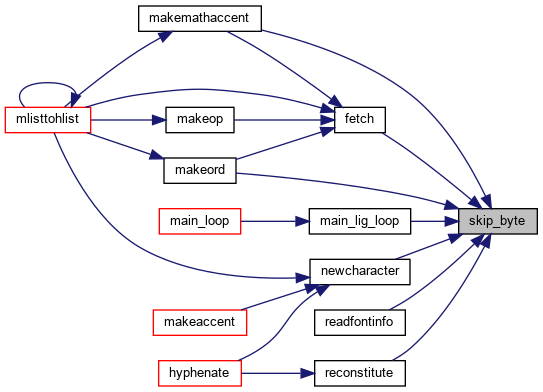 makemathaccent
mlisttohlist
makeop
fetch
makeord
main_loop
main_lig_loop
skip_byte
newcharacter
makeaccent
readfontinfo
hyphenate
reconstitute